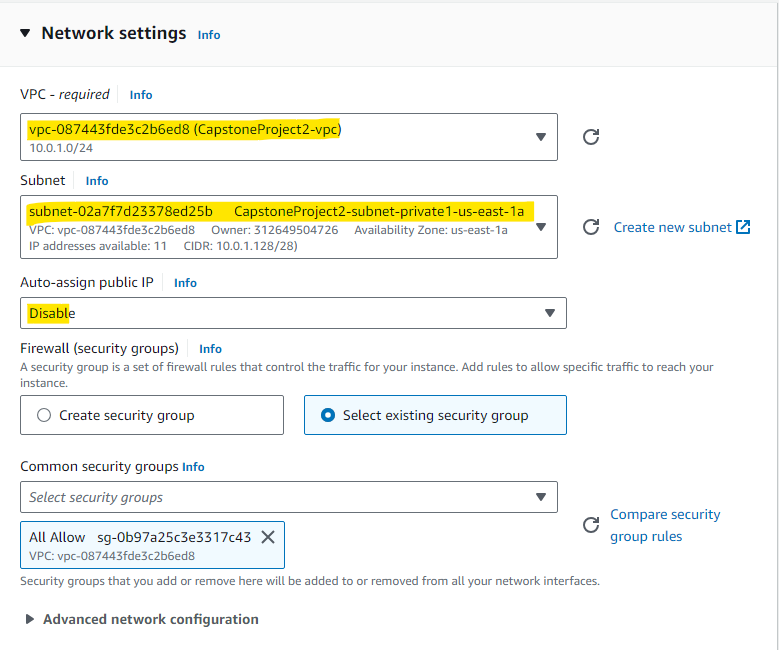 Network settings Info
VPC - required Info
vpc-087443fde3c2b6ed8 (CapstoneProject2-vpc)
10.0.1.0/24
Subnet Info
subnet-02a7f7d23378ed25b CapstoneProject2-subnet-private1-us-east-1a
VPC: vpc-087443fde3c2b6ed8 Owner: 312649504726 Availability Zone: us-east-1a
IP addresses available: 11 CIDR: 10.0.1.128/28)
Create new subnet
Auto-assign public IP Info
Disable
Firewall (security groups) Info
A security group is a set of firewall rules that control the traffic for your instance. Add rules to allow specific traffic to reach your
instance.
Create security group
Select existing security group
Common security groups Info
Select security groups
All Allow sg-0b97a25c3e3317c43
VPC: vpc-087443fde3c2b6ed8
Compare security
group rules
Security groups that you add or remove here will be added to or removed from all your network interfaces.
Advanced network configuration